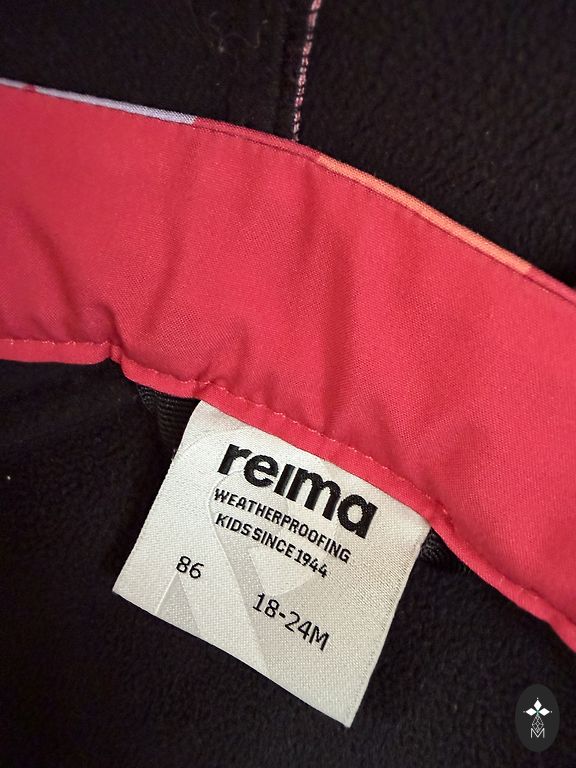 reima
WEATHERPROOFING
KIDS SINCE 1944
86
18-24M
M